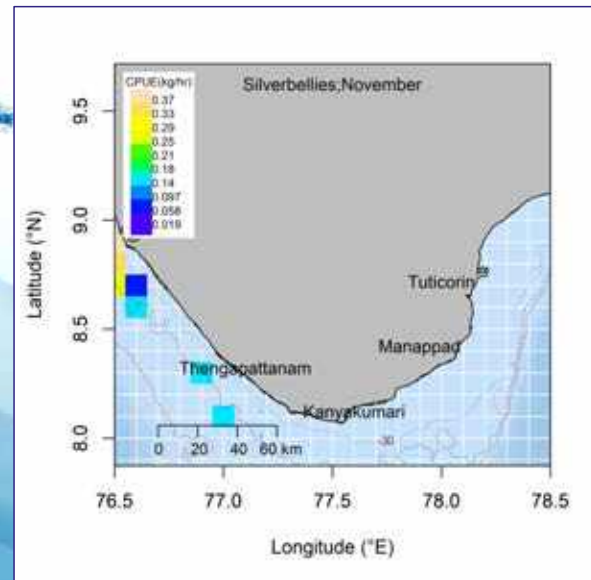 CPUE(kg/hr)
Silverbellies;November
0.37
0.33
0.29
0.25
0.21
0.18
0.14
0.097
0.058
0.019
9.5
9.0
8.5
8.0
Latitude (°N)
Tuticorin
Manappad
Thengapattanam
Kanyakumari
-30
0 20 40 60 km
76.5 77.0 77.5 78.0 78.5
Longitude (°E)